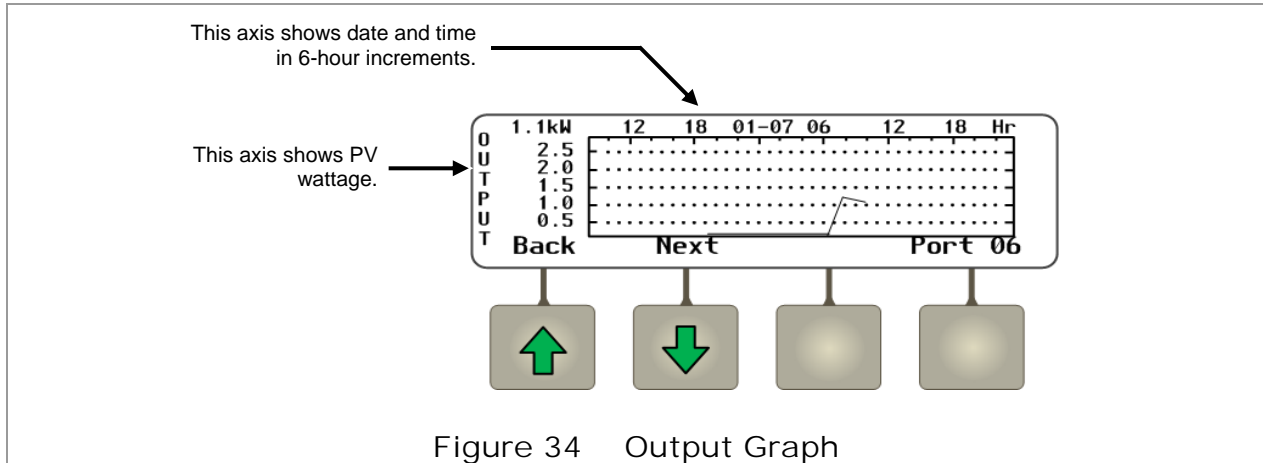 This axis shows date and time
in 6-hour increments.
This axis shows PV
wattage.
OUTPUT
1.1kW 12 18 01-07 06 12 18 Hr
2.5
2.0
1.5
1.0
0.5
Back Next Port 06
Figure 34 Output Graph